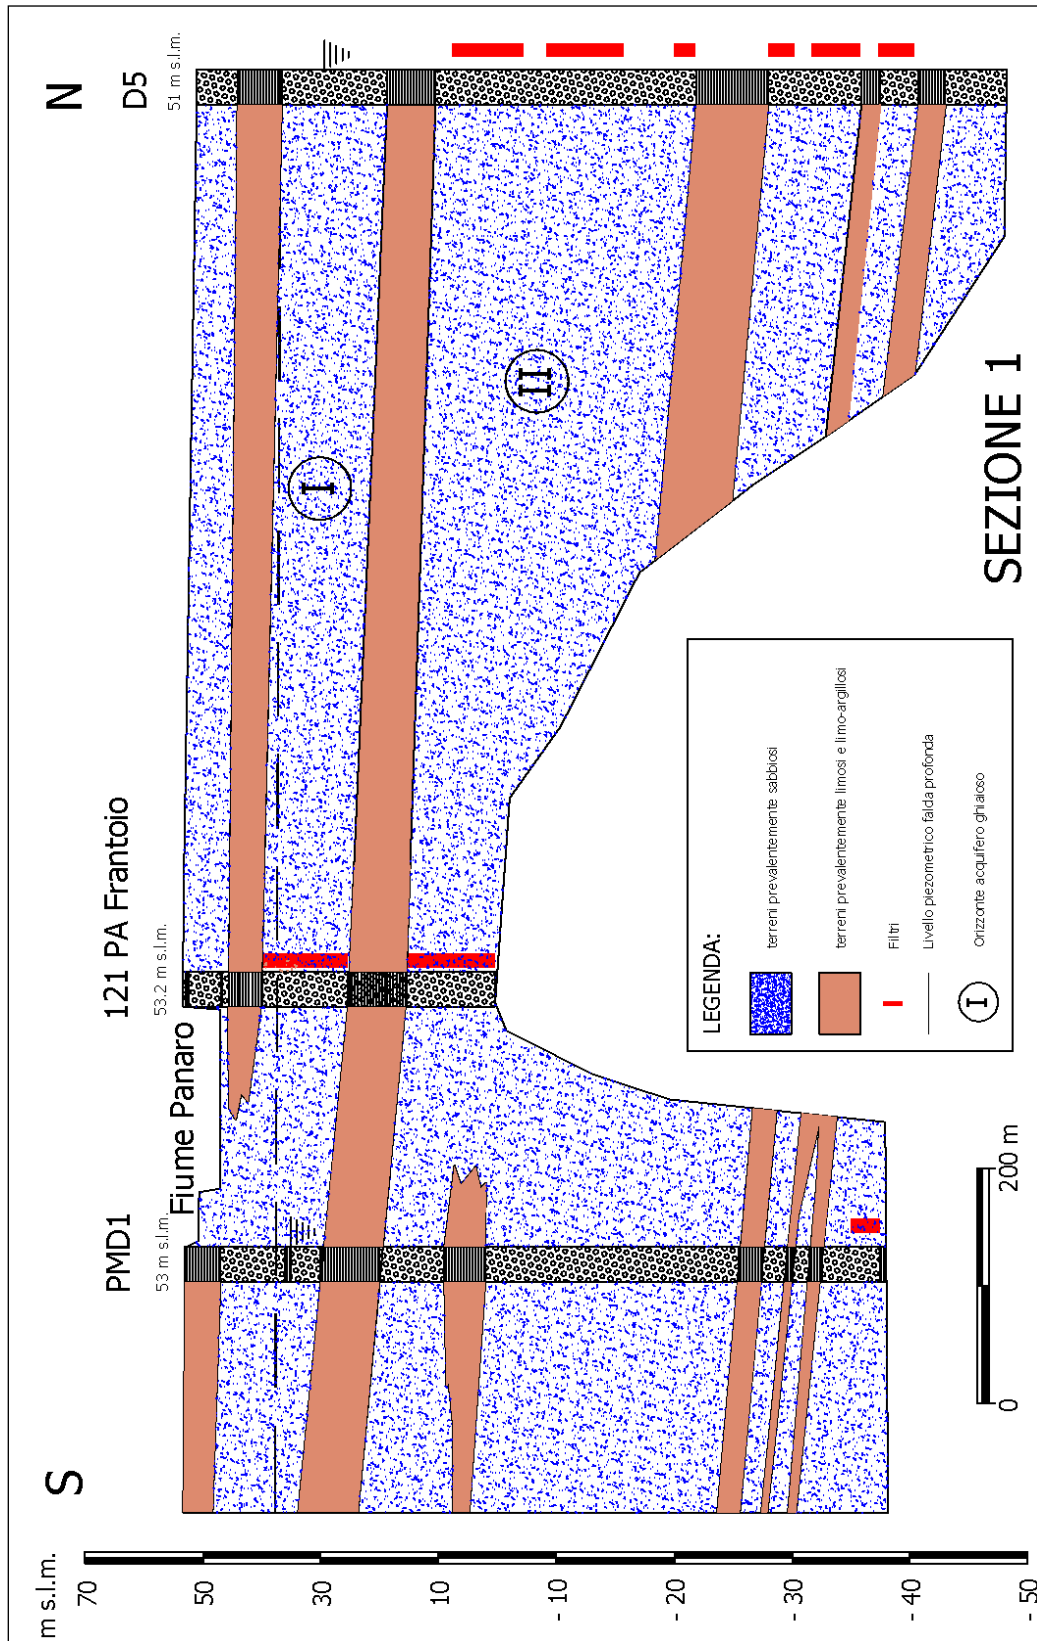 S
N
m s.l.m.
70
50
30
10
- 10
- 20
- 30
- 40
- 50
PMD1
53 m s.l.m.
Fiume Panaro
121 PA Frantoio
53.2 m s.l.m.
D5
51 m s.l.m.
I
II
0
200 m
LEGENDA:
terreni prevalentemente sabbiosi
terreni prevalentemente limosi e limo-argillosi
Filtri
Livello piezometrico falda profonda
I
Orizzonte acquifero ghiaioso
SEZIONE 1